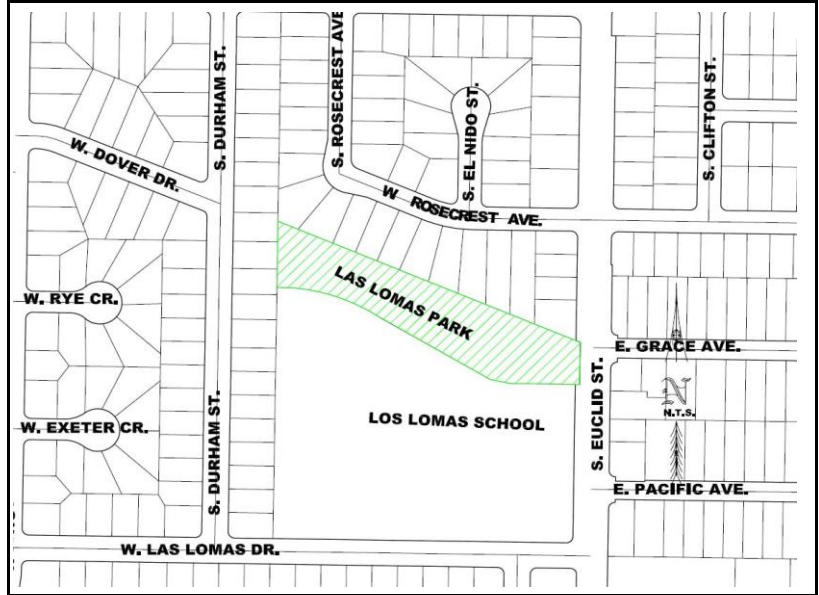 S. DURHAM ST.
S. ROSECREST AVE
S. EL NIDO ST.
S. CLIFTON ST.
W. DOVER DR.
W. ROSECREST AVE.
LAS LOMAS PARK
W. RYE CR.
E. GRACE AVE.
N
N.T.S.
S. EUCLID ST.
LOS LOMAS SCHOOL
W. EXETER CR.
S. DURHAM ST.
E. PACIFIC AVE.
W. LAS LOMAS DR.